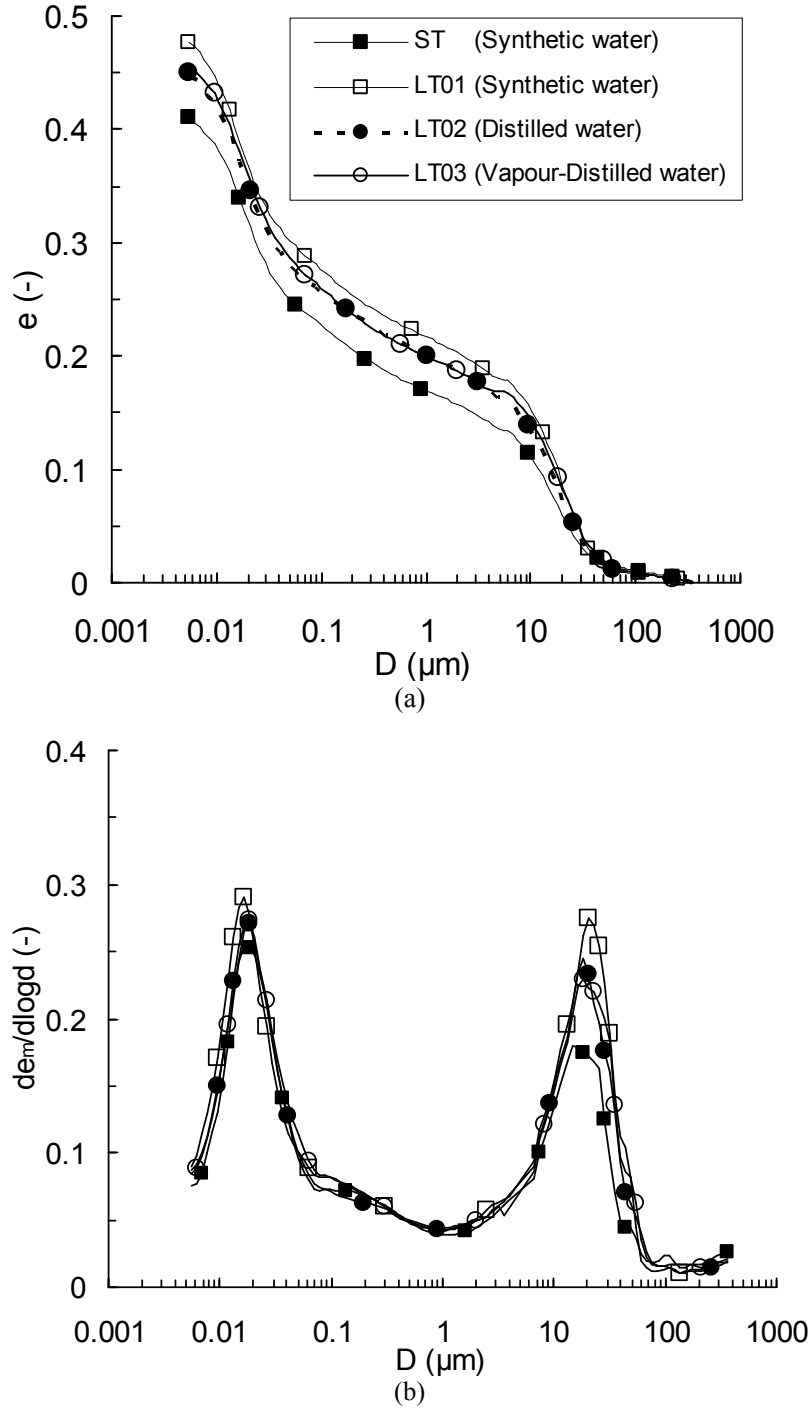 0.5
ST (Synthetic water)
LT01 (Synthetic water)
LT02 (Distilled water)
LT03 (Vapour-Distilled water)
0.4
0.3
e (-)
0.2
0.1
0
0.001 0.01 0.1 1 10 100 1000
D (µm)
(a)
0.4
0.3
deₘ/dlogd (-)
0.2
0.1
0
0.001 0.01 0.1 1 10 100 1000
D (µm)
(b)